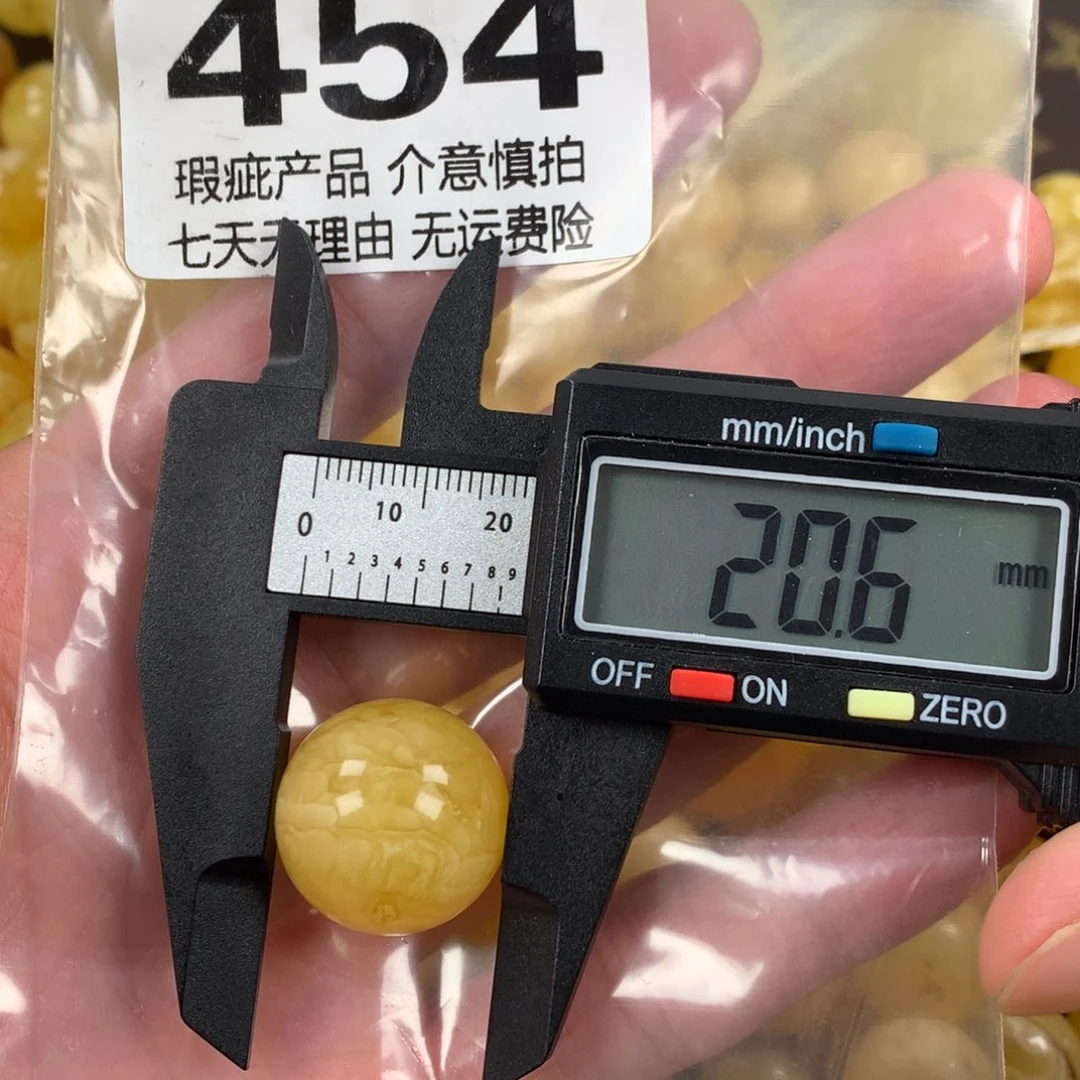 454
瑕疵产品 介意慎拍
七天无理由 无运费险
mm/inch
0 10 20
1 2 3 4 5 6 7 8 9
20.6 mm
OFF ON ZERO